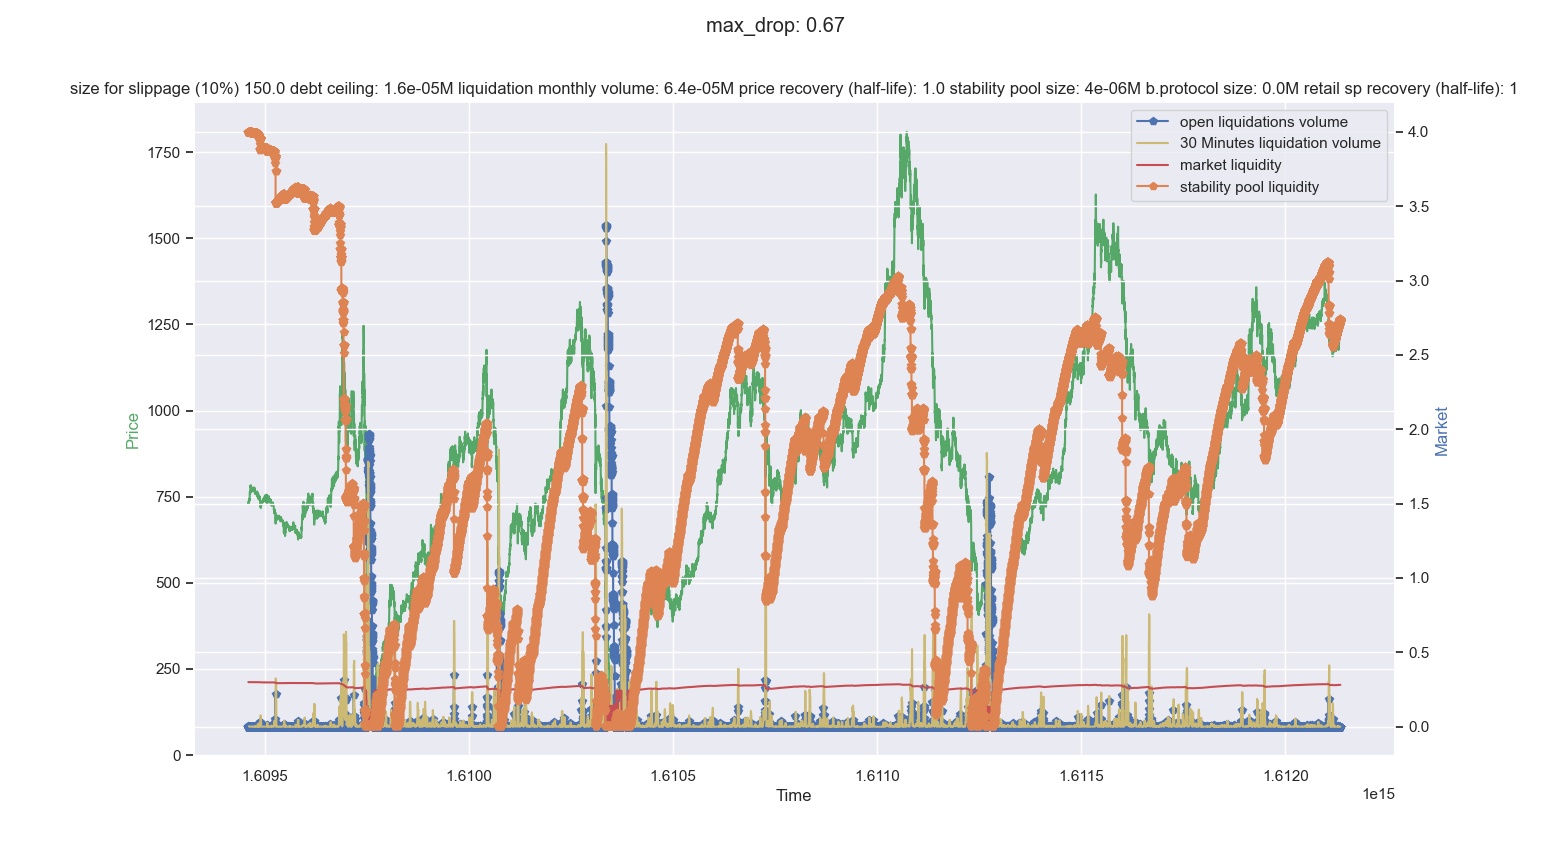 max_drop: 0.67
size for slippage (10%) 150.0 debt ceiling: 1.6e-05M liquidation monthly volume: 6.4e-05M price recovery (half-life): 1.0 stability pool size: 4e-06M b.protocol size: 0.0M retail sp recovery (half-life): 1
open liquidations volume
30 Minutes liquidation volume
market liquidity
stability pool liquidity
1750
1500
1250
1000
750
500
250
0
Price
4.0
3.5
3.0
2.5
2.0
1.5
1.0
0.5
0.0
Market
1.6095 1.6100 1.6105 1.6110 1.6115 1.6120
Time
1e15